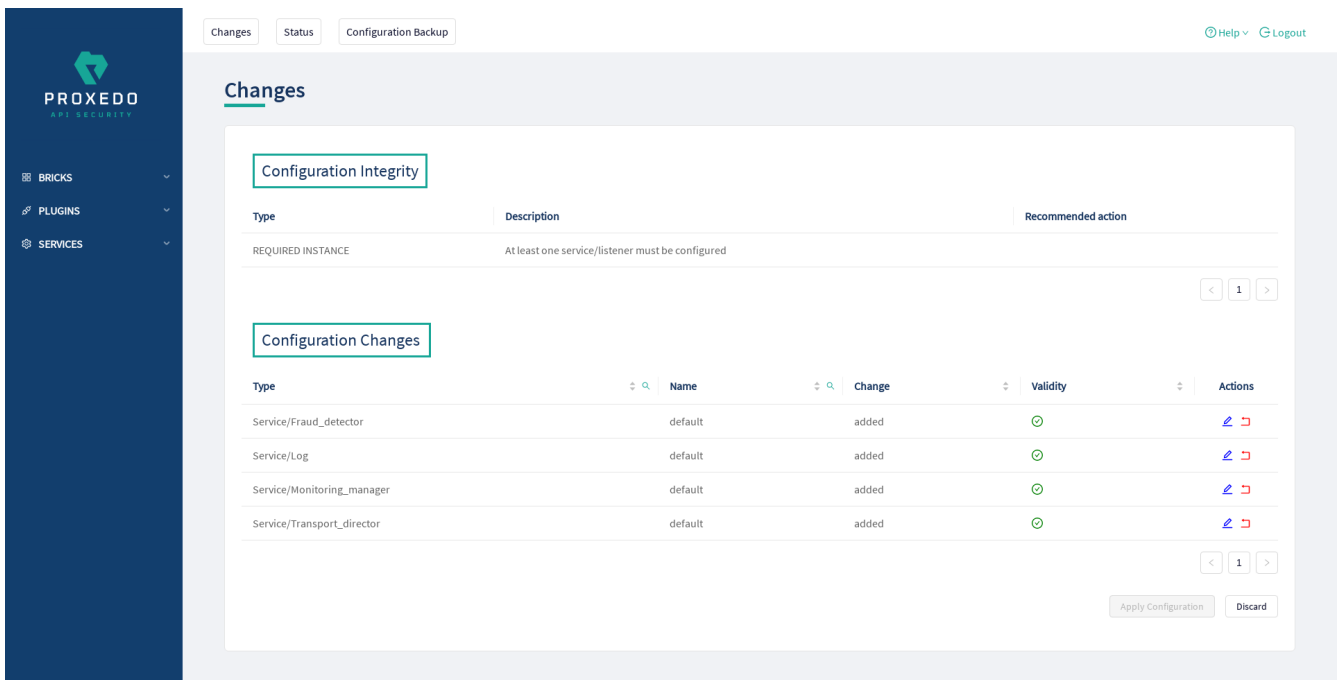 Changes Status Configuration Backup Help Logout
PROXEDO
API SECURITY
BRICKS
PLUGINS
SERVICES
Changes
Configuration Integrity
Type Description Recommended action
REQUIRED INSTANCE At least one service/listener must be configured
< 1 >
Configuration Changes
Type Name Change Validity Actions
Service/Fraud_detector default added
Service/Log default added
Service/Monitoring_manager default added
Service/Transport_director default added
< 1 >
Apply Configuration Discard